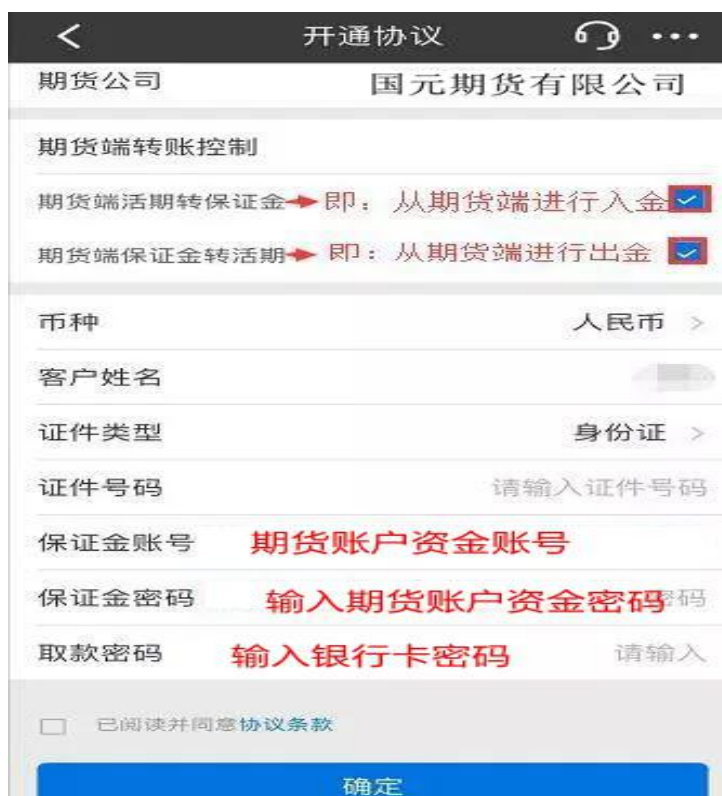 开通协议
期货公司 国元期货有限公司
期货端转账控制
期货端活期转保证金 即：从期货端进行入金
期货端保证金转活期 即：从期货端进行出金
币种 人民币 >
客户姓名
证件类型 身份证 >
证件号码 请输入证件号码
保证金账号 期货账户资金账号
保证金密码 输入期货账户资金密码 码
取款密码 输入银行卡密码 请输入
已阅读并同意协议条款
确定